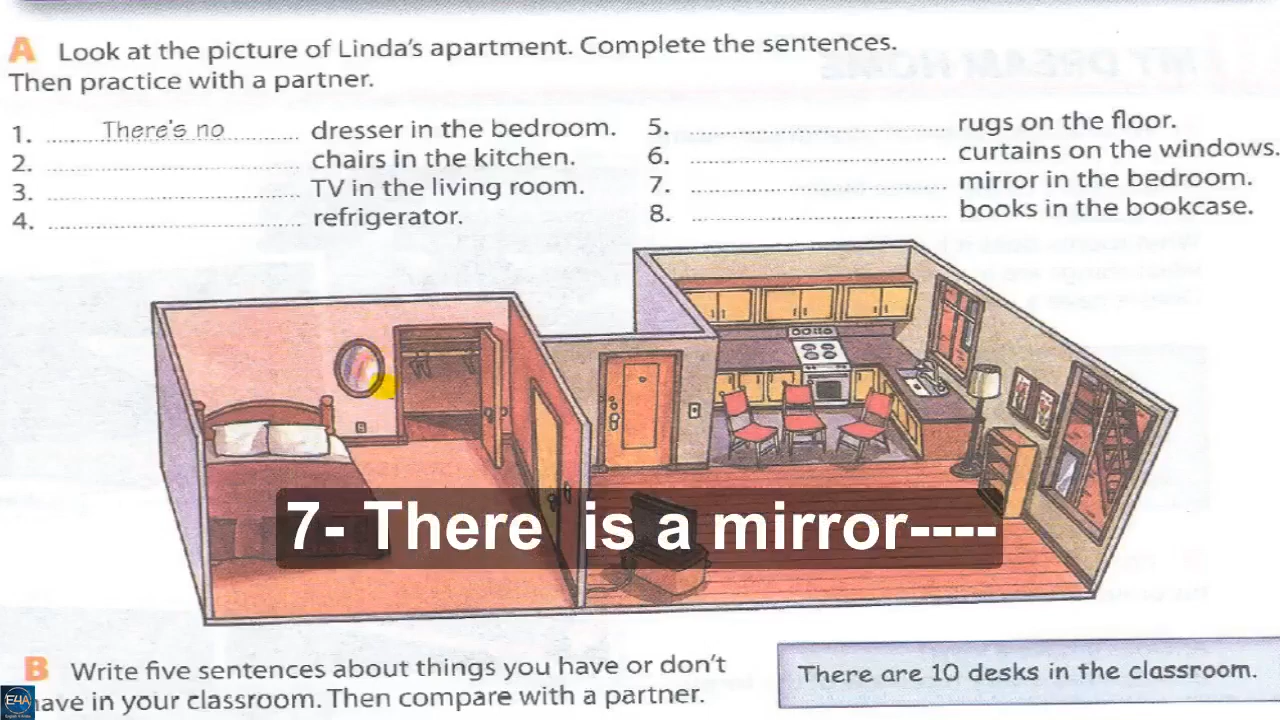 A Look at the picture of Linda's apartment. Complete the sentences.
Then practice with a partner.
1. There's no dresser in the bedroom.
2. chairs in the kitchen.
3. TV in the living room.
4. refrigerator.
5. rugs on the floor.
6. curtains on the windows.
7. mirror in the bedroom.
8. books in the bookcase.
7- There is a mirror----
B Write five sentences about things you have or don't
have in your classroom. Then compare with a partner.
There are 10 desks in the classroom.
E4A